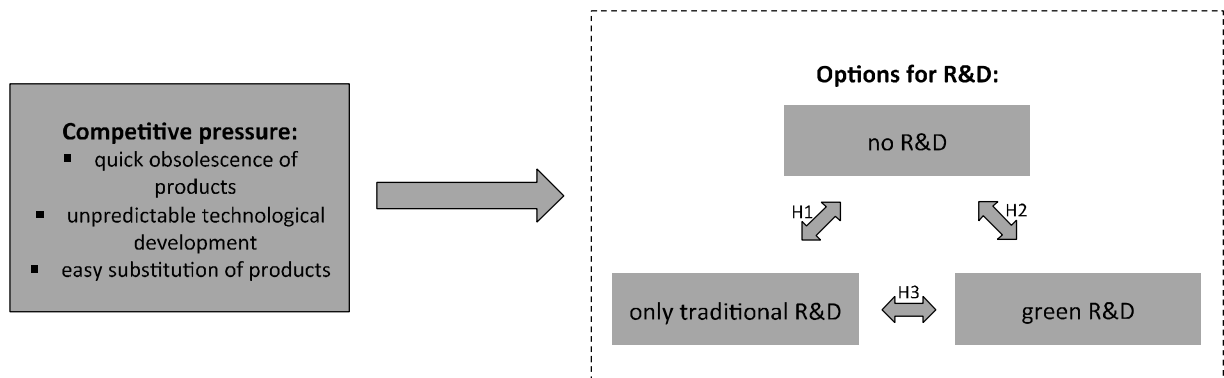 Competitive pressure:
▪ quick obsolescence of
products
▪ unpredictable technological
development
▪ easy substitution of products
Options for R&D:
no R&D
H1
H2
only traditional R&D
H3
green R&D